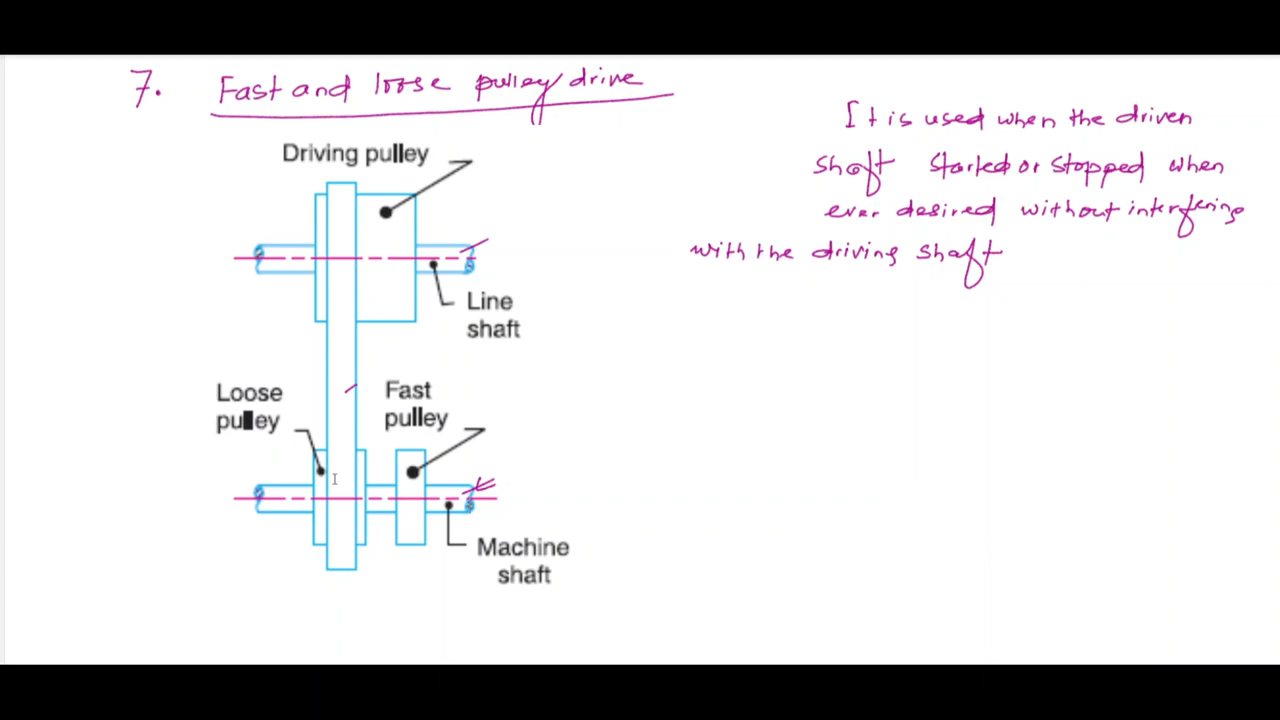 7. Fast and loose pulley drive
It is used when the driven
shaft started or stopped when
ever desired without interfering
with the driving shaft
Driving pulley
Line
shaft
Loose
pulley
Fast
pulley
Machine
shaft